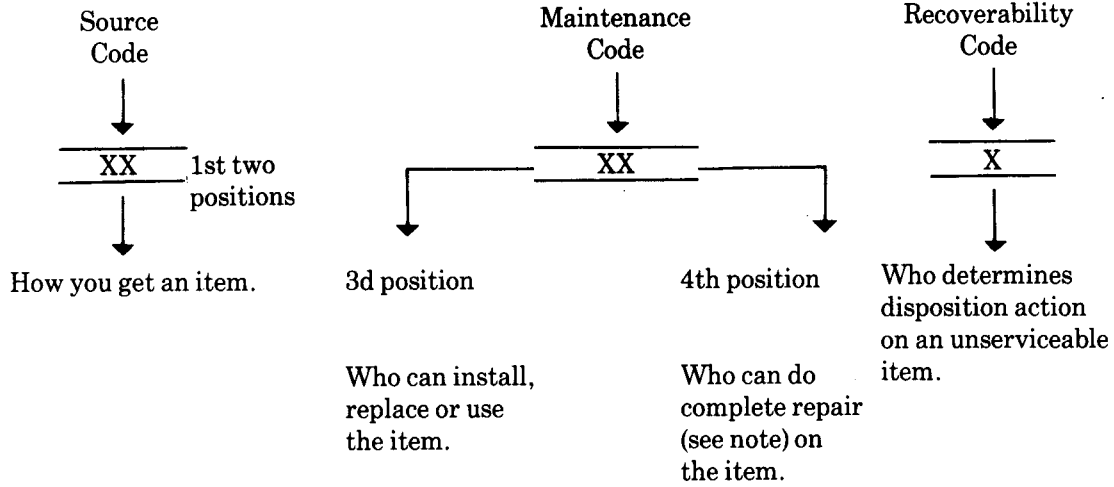 Source
Code
Maintenance
Code
Recoverability
Code
XX
1st two
positions
XX
X
How you get an item.
3d position
4th position
Who determines
disposition action
on an unserviceable
item.
Who can install,
replace or use
the item.
Who can do
complete repair
(see note) on
the item.